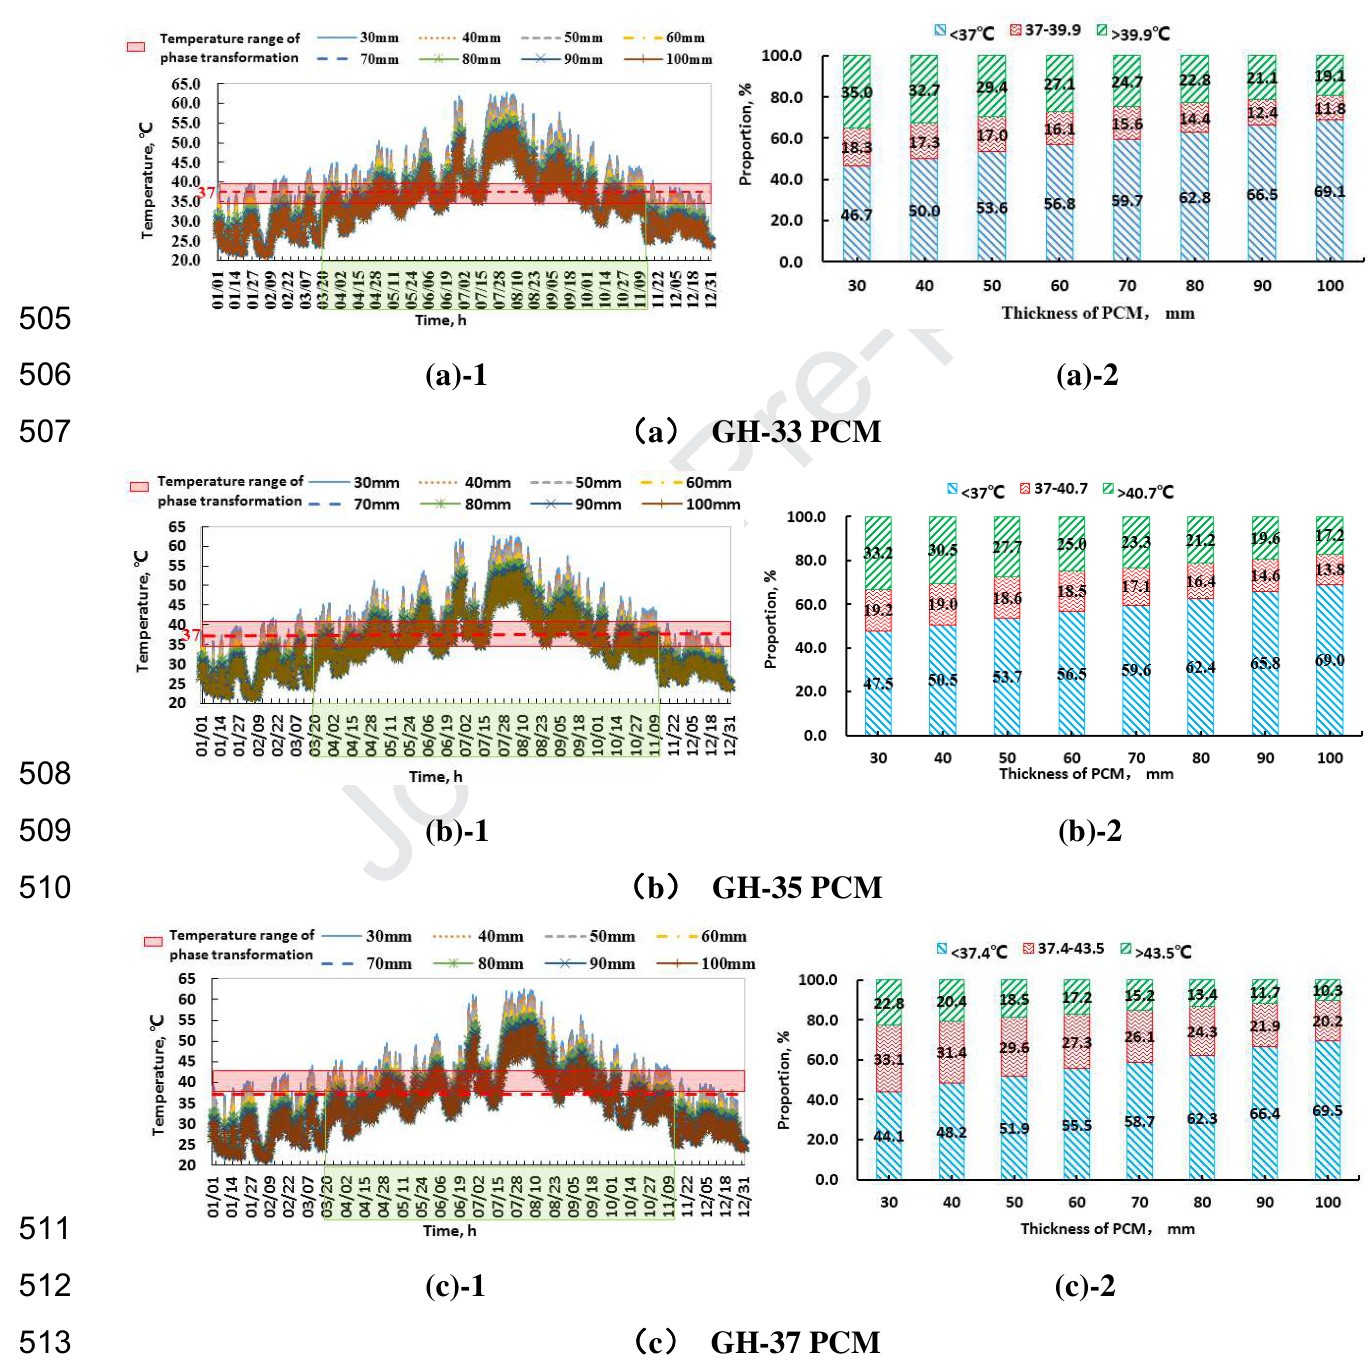 Temperature range of
phase transformation
30mm 40mm 50mm 60mm
70mm 80mm 90mm 100mm
65.0
60.0
55.0
50.0
45.0
40.0
35.0
30.0
25.0
20.0
37
Temperature, ℃
01/01 01/14 01/27 02/09 02/22 03/07 03/20 04/02 04/15 04/28 05/11 05/24 06/06 06/19 07/02 07/15 07/28 08/10 08/23 09/05 09/18 10/01 10/14 10/27 11/09 11/22 12/05 12/18 12/31
Time, h
<37℃ 37-39.9 >39.9℃
100.0
80.0
60.0
40.0
20.0
0.0
Proportion, %
35.0 32.7 29.4 27.1 24.7 22.8 21.1 19.1
18.3 17.3 17.0 16.1 15.6 14.4 12.4 11.8
46.7 50.0 53.6 56.8 59.7 62.8 66.5 69.1
30 40 50 60 70 80 90 100
Thickness of PCM， mm
505
506 (a)-1 (a)-2
507 （a） GH-33 PCM
Temperature range of
phase transformation
30mm 40mm 50mm 60mm
70mm 80mm 90mm 100mm
65
60
55
50
45
40
35
30
25
20
37
Temperature, ℃
01/01 01/14 01/27 02/09 02/22 03/07 03/20 04/02 04/15 04/28 05/11 05/24 06/06 06/19 07/02 07/15 07/28 08/10 08/23 09/05 09/18 10/01 10/14 10/27 11/09 11/22 12/05 12/18 12/31
Time, h
<37℃ 37-40.7 >40.7℃
100.0
80.0
60.0
40.0
20.0
0.0
Proportion, %
33.2 30.5 27.7 25.0 23.3 21.2 19.6 17.2
19.2 19.0 18.6 18.5 17.1 16.4 14.6 13.8
47.5 50.5 53.7 56.5 59.6 62.4 65.8 69.0
30 40 50 60 70 80 90 100
Thickness of PCM， mm
508
509 (b)-1 (b)-2
510 （b） GH-35 PCM
Temperature range of
phase transformation
30mm 40mm 50mm 60mm
70mm 80mm 90mm 100mm
65
60
55
50
45
40
35
30
25
20
Temperature, ℃
01/01 01/14 01/27 02/09 02/22 03/07 03/20 04/02 04/15 04/28 05/11 05/24 06/06 06/19 07/02 07/15 07/28 08/10 08/23 09/05 09/18 10/01 10/14 10/27 11/09 11/22 12/05 12/18 12/31
Time, h
<37.4℃ 37.4-43.5 >43.5℃
100.0
80.0
60.0
40.0
20.0
0.0
Proportion, %
22.8 20.4 18.5 17.2 15.2 13.4 11.7 10.3
33.1 31.4 29.6 27.3 26.1 24.3 21.9 20.2
44.1 48.2 51.9 55.5 58.7 62.3 66.4 69.5
30 40 50 60 70 80 90 100
Thickness of PCM， mm
511
512 (c)-1 (c)-2
513 （c） GH-37 PCM